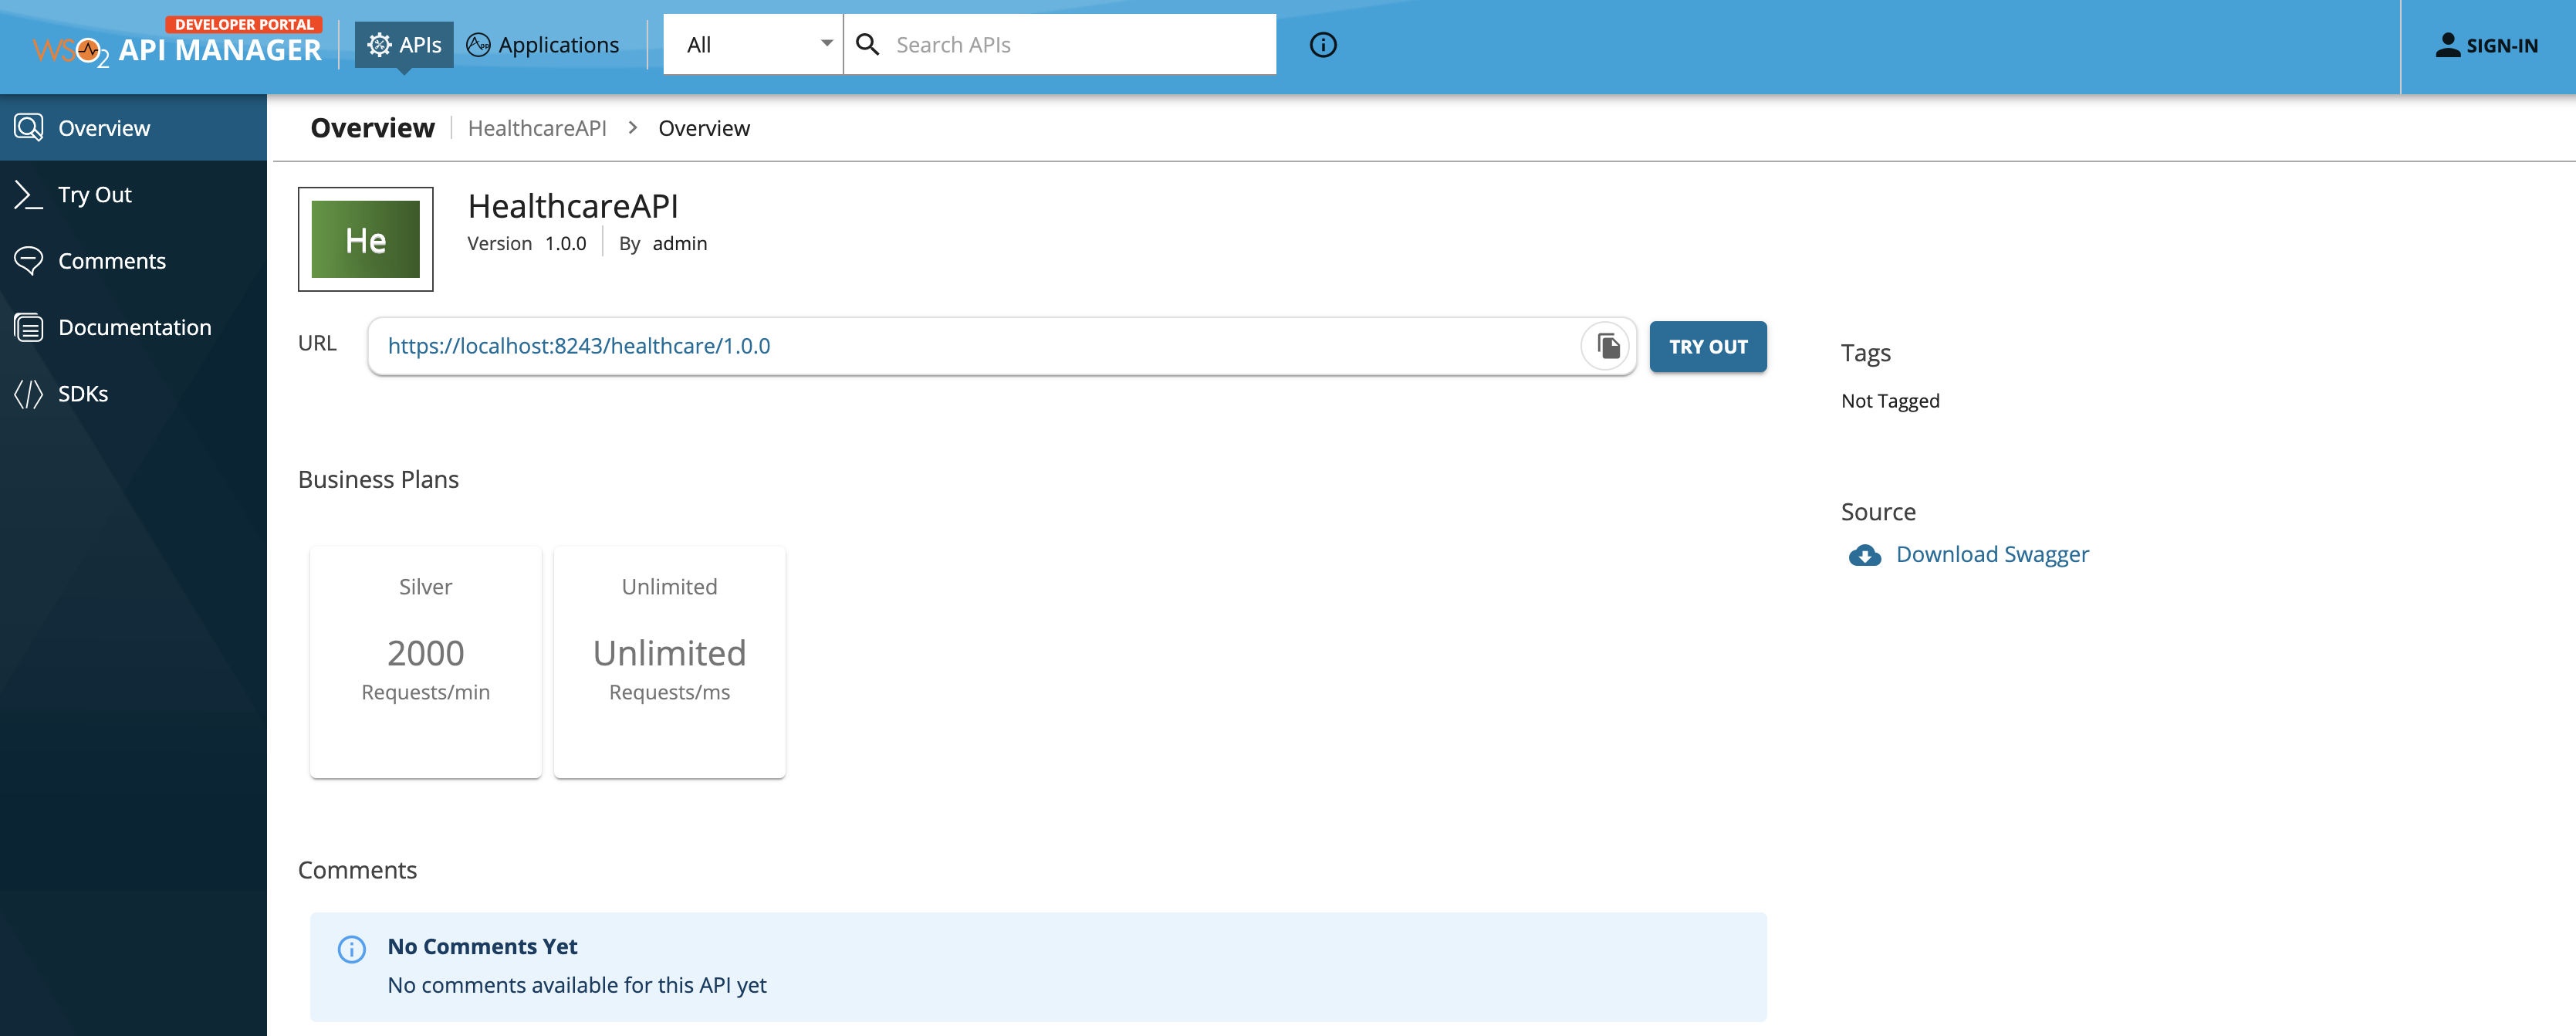 DEVELOPER PORTAL
WSO2 API MANAGER
APIs
Applications
All
Search APIs
SIGN-IN
Overview
Try Out
Comments
Documentation
SDKs
Overview
HealthcareAPI > Overview
He
HealthcareAPI
Version 1.0.0
By admin
URL
https://localhost:8243/healthcare/1.0.0
TRY OUT
Tags
Not Tagged
Source
Download Swagger
Business Plans
Silver
2000
Requests/min
Unlimited
Unlimited
Requests/ms
Comments
No Comments Yet
No comments available for this API yet